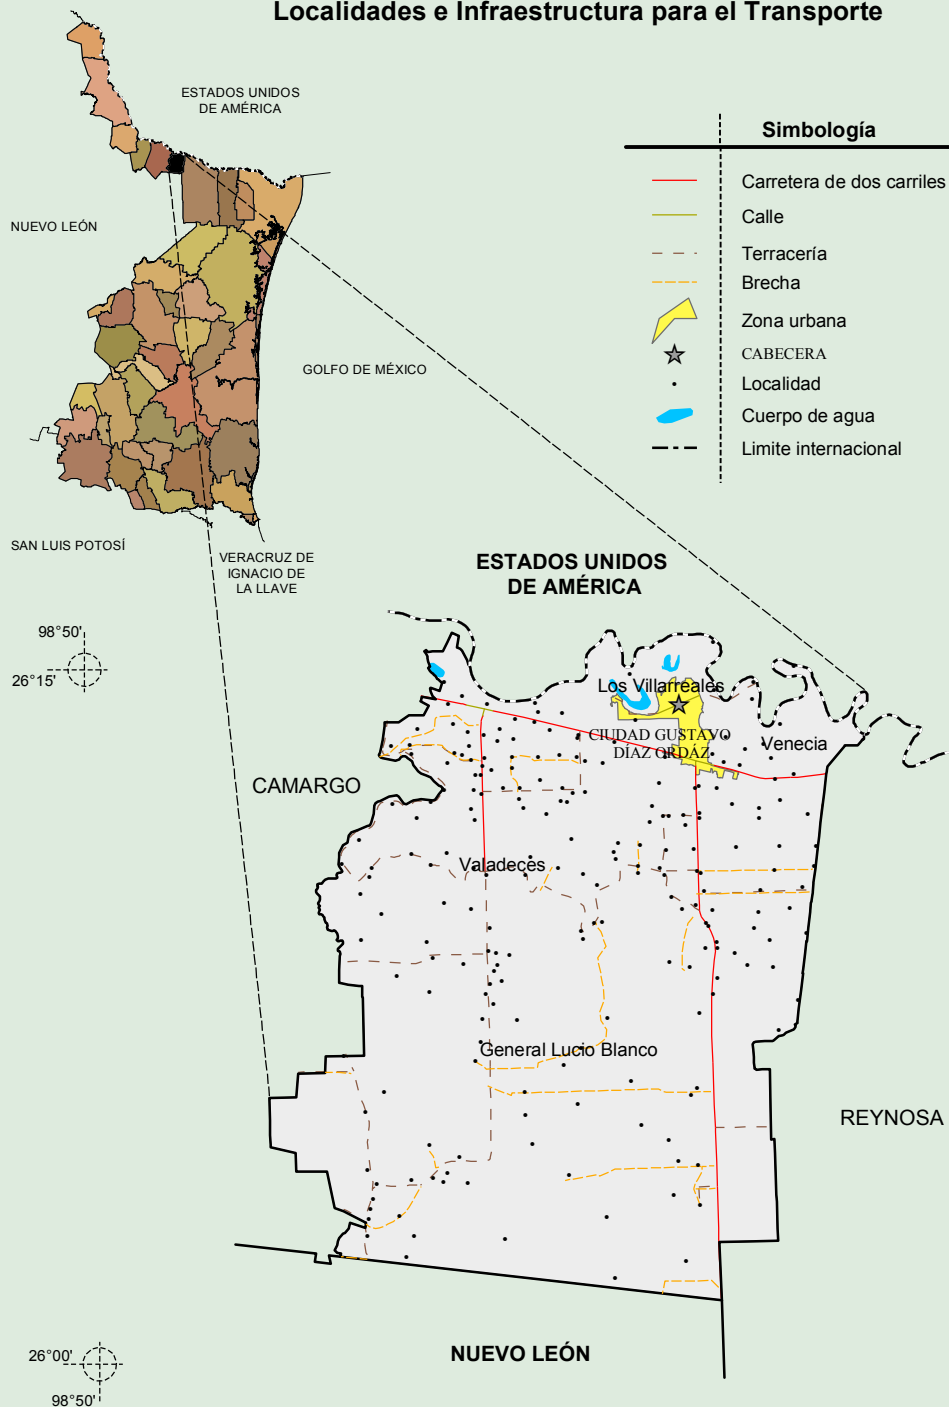 Localidades e Infraestructura para el Transporte
ESTADOS UNIDOS
DE AMÉRICA
NUEVO LEÓN
GOLFO DE MÉXICO
SAN LUIS POTOSÍ
VERACRUZ DE
IGNACIO DE
LA LLAVE
Simbología
Carretera de dos carriles
Calle
Terracería
Brecha
Zona urbana
CABECERA
Localidad
Cuerpo de agua
Limite internacional
ESTADOS UNIDOS
DE AMÉRICA
98°50'
26°15'
Los Villarreales
CIUDAD GUSTAVO
DÍAZ ORDAZ
Venecia
CAMARGO
Valadeces
General Lucio Blanco
REYNOSA
NUEVO LEÓN
26°00'
98°50'